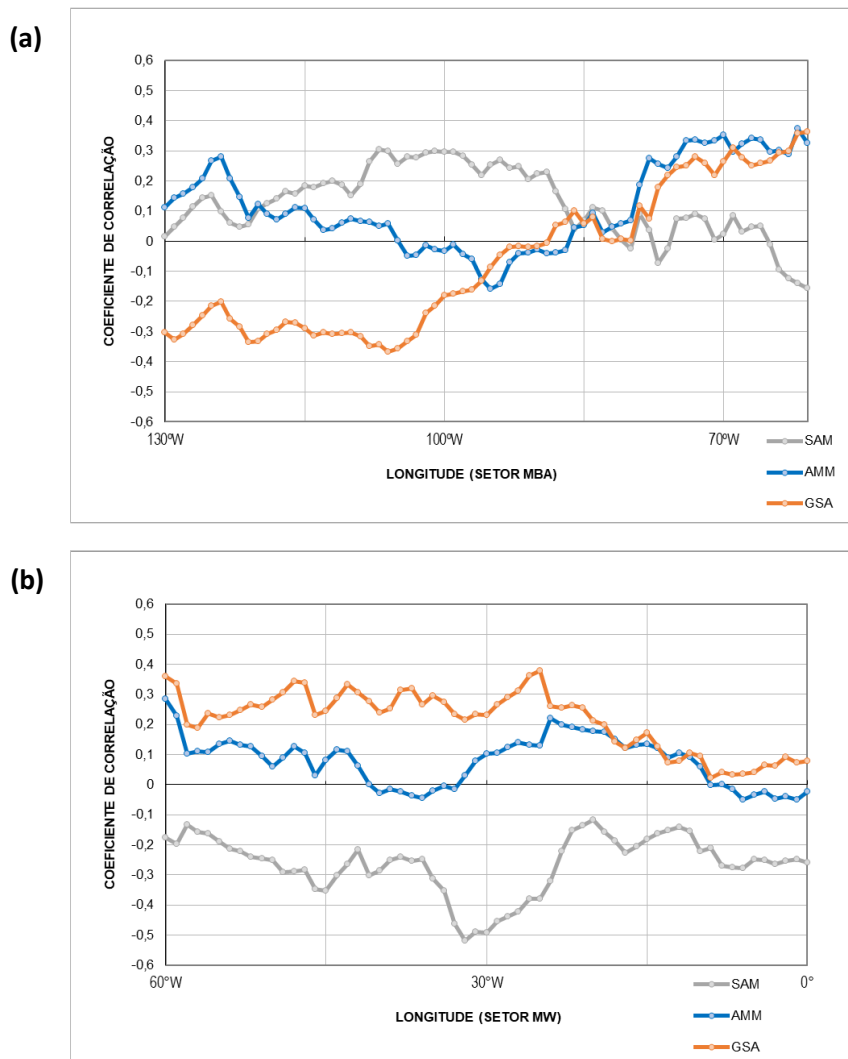 (a)
COEFICIENTE DE CORRELAÇÃO
0,6
0,5
0,4
0,3
0,2
0,1
0
-0,1
-0,2
-0,3
-0,4
-0,5
-0,6
130ºW
100ºW
70ºW
LONGITUDE (SETOR MBA)
SAM
AMM
GSA
(b)
COEFICIENTE DE CORRELAÇÃO
0,6
0,5
0,4
0,3
0,2
0,1
0
-0,1
-0,2
-0,3
-0,4
-0,5
-0,6
60°W
30°W
0°
LONGITUDE (SETOR MW)
SAM
AMM
GSA